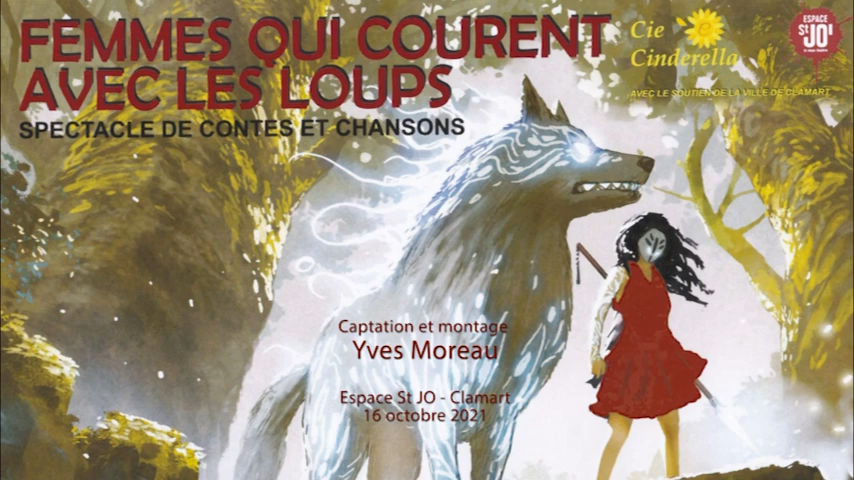 FEMMES QUI COURENT
AVEC LES LOUPS
SPECTACLE DE CONTES ET CHANSONS
Cie
Cinderella
AVEC LE SOUTIEN DE LA VILLE DE CLAMART
ESPACE
St JO!
Captation et montage
Yves Moreau
Espace St JO - Clamart
16 octobre 2021